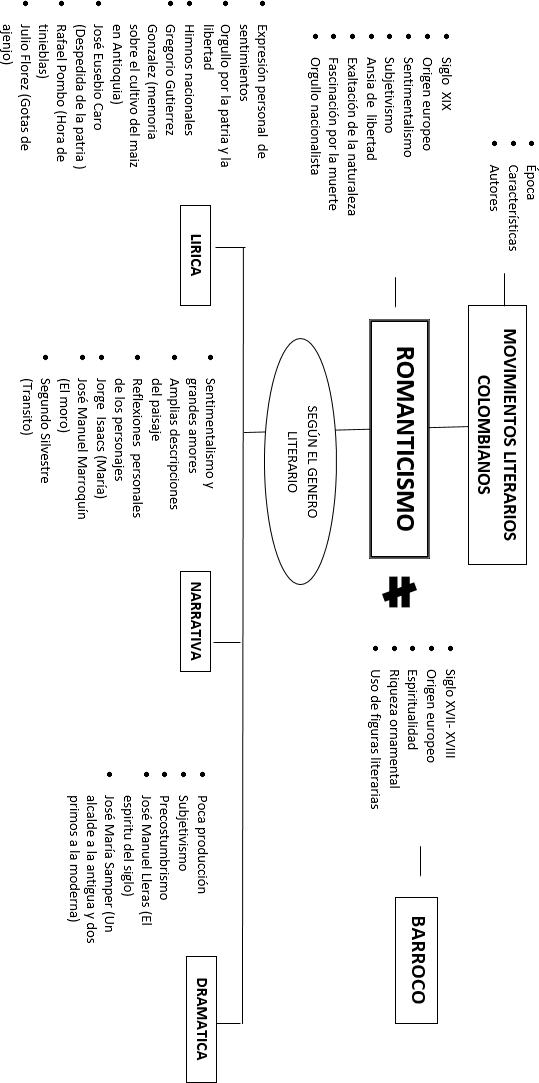 MOVIMIENTOS LITERARIOS
COLOMBIANOS
• Época
• Características
• Autores
ROMANTICISMO
≠
• Siglo XIX
• Origen europeo
• Sentimentalismo
• Subjetivismo
• Ansia de libertad
• Exaltación de la naturaleza
• Fascinación por la muerte
• Orgullo nacionalista
BARROCO
• Siglo XVII- XVIII
• Origen europeo
• Espiritualidad
• Riqueza ornamental
• Uso de figuras literarias
SEGÚN EL GENERO
LITERARIO
LIRICA
• Expresión personal de
sentimientos
• Orgullo por la patria y la
libertad
• Himnos nacionales
• Gregorio Gutierrez
Gonzalez (memoria
sobre el cultivo del maiz
en Antioquia)
• José Eusebio Caro
(Despedida de la patria )
• Rafael Pombo (Hora de
tinieblas)
• Julio Florez (Gotas de
ajenjo)
NARRATIVA
• Sentimentalismo y
grandes amores
• Amplias descripciones
del paisaje
• Reflexiones personales
de los personajes
• Jorge Isaacs (María)
• José Manuel Marroquín
(El moro)
• Segundo Silvestre
(Transito)
DRAMATICA
• Poca producción
• Subjetivismo
• Precostumbrismo
• José Manuel Lleras (El
espiritu del siglo)
• José María Samper (Un
alcalde a la antigua y dos
primos a la moderna)